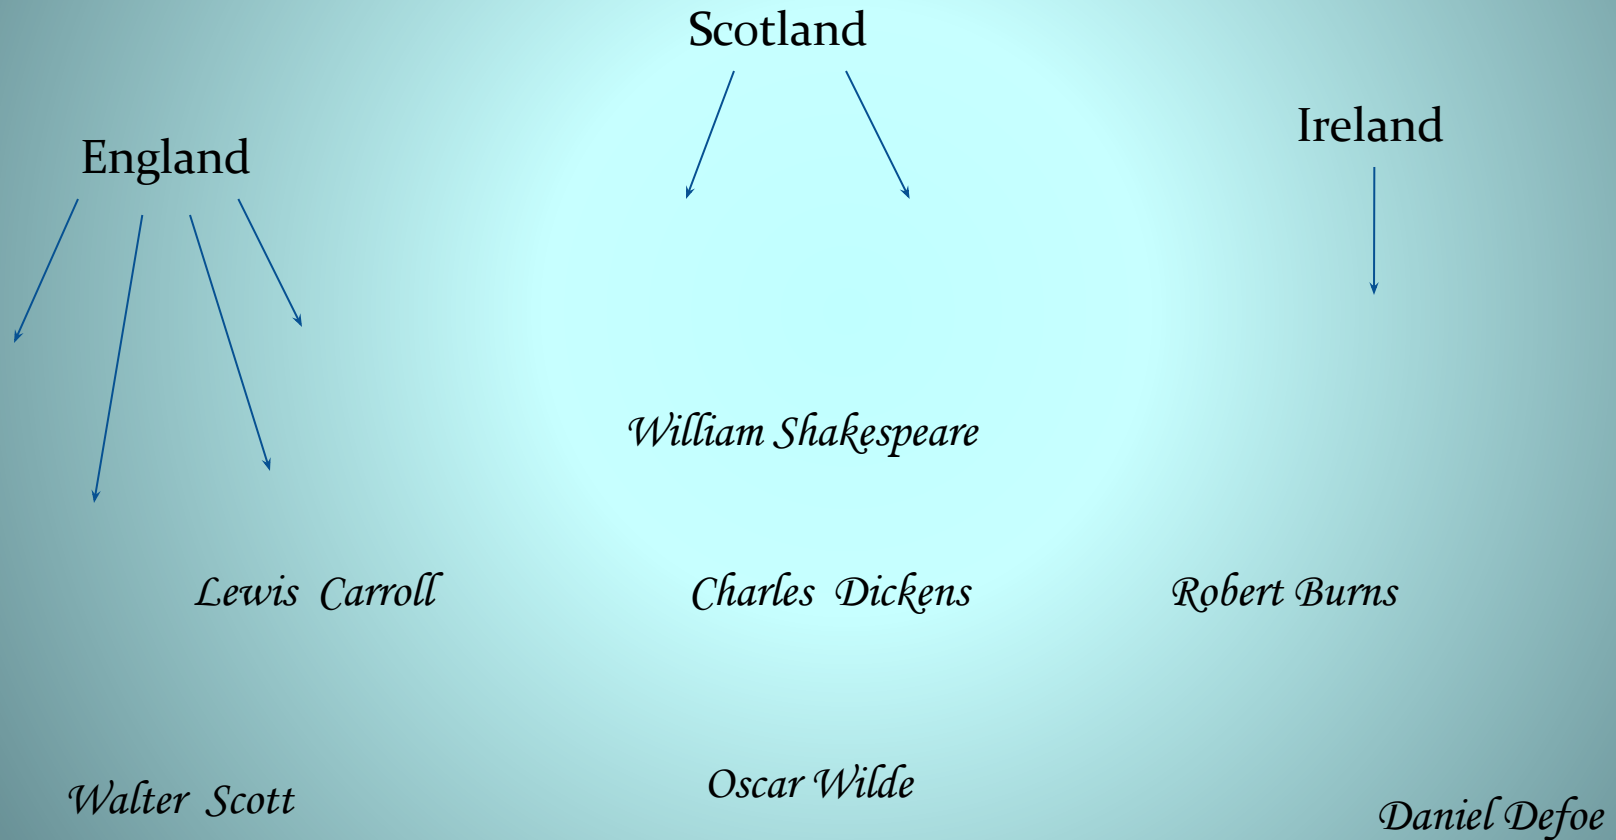 Scotland
Ireland
England
William Shakespeare
Lewis Carroll
Charles Dickens
Robert Burns
Walter Scott
Oscar Wilde
Daniel Defoe